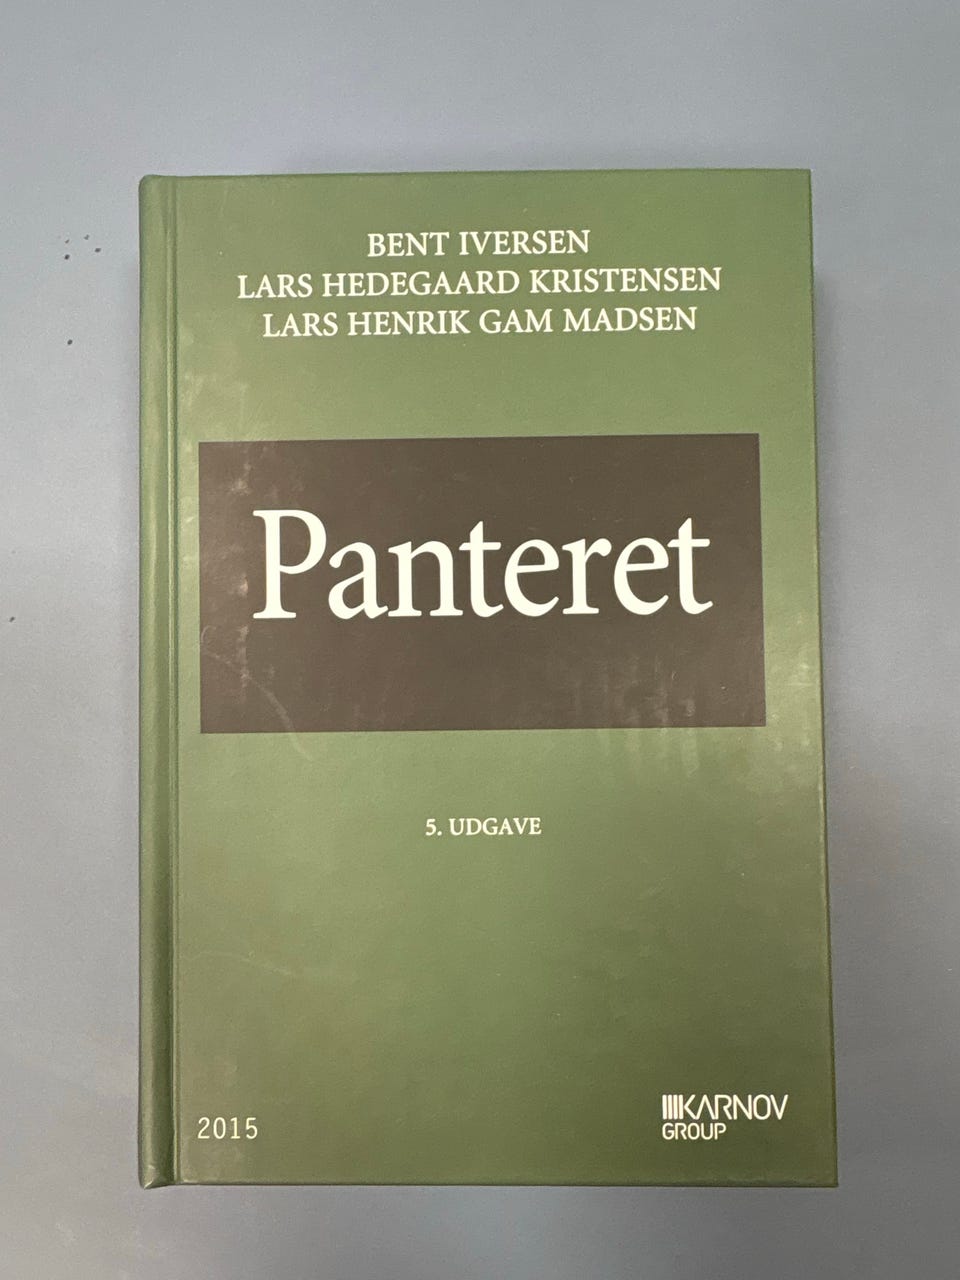 BENT IVERSEN
LARS HEDEGAARD KRISTENSEN
LARS HENRIK GAM MADSEN
Panteret
5. UDGAVE
2015
KARNOV
GROUP